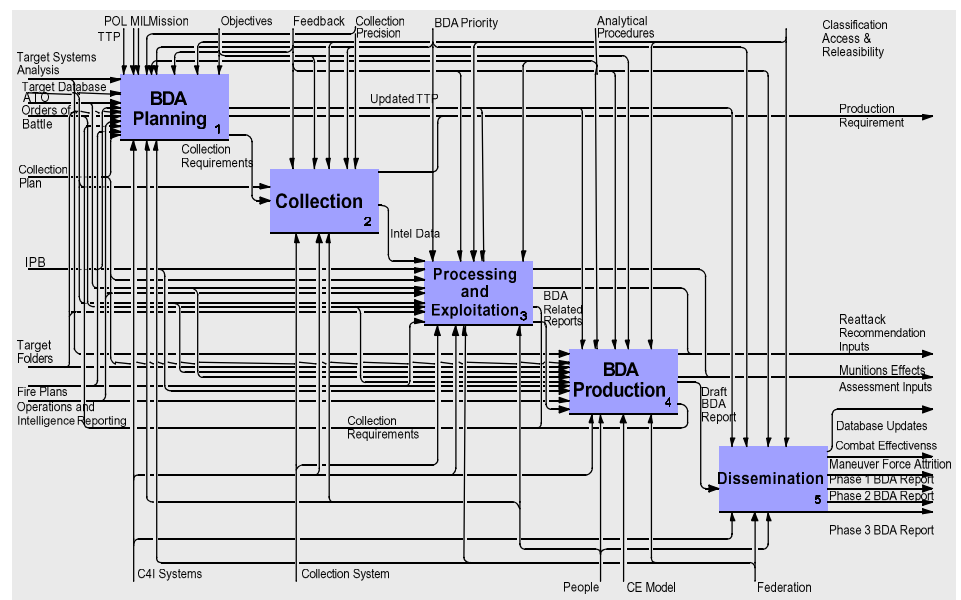 POL MIL Mission
Objectives
Feedback
Collection
Precision
BDA Priority
Analytical
Procedures
Classification
Access &
Releasibility
TTP
Target Systems
Analysis
Target Database
ATO
Orders of
Battle
BDA
Planning
1
Updated TTP
Production
Requirement
Collection
Requirements
Collection
Plan
Collection
2
Intel Data
IPB
Processing
and
Exploitation
3
BDA
Related
Reports
Reattack
Recommendation
Inputs
Target
Folders
BDA
Production
4
Munitions Effects
Assessment Inputs
Fire Plans
Operations and
Intelligence Reporting
Collection
Requirements
Draft
BDA
Report
Database Updates
Combat Effectivenss
Maneuver Force Attrition
Dissemination
5
Phase 1 BDA Report
Phase 2 BDA Report
Phase 3 BDA Report
C4I Systems
Collection System
People
CE Model
Federation